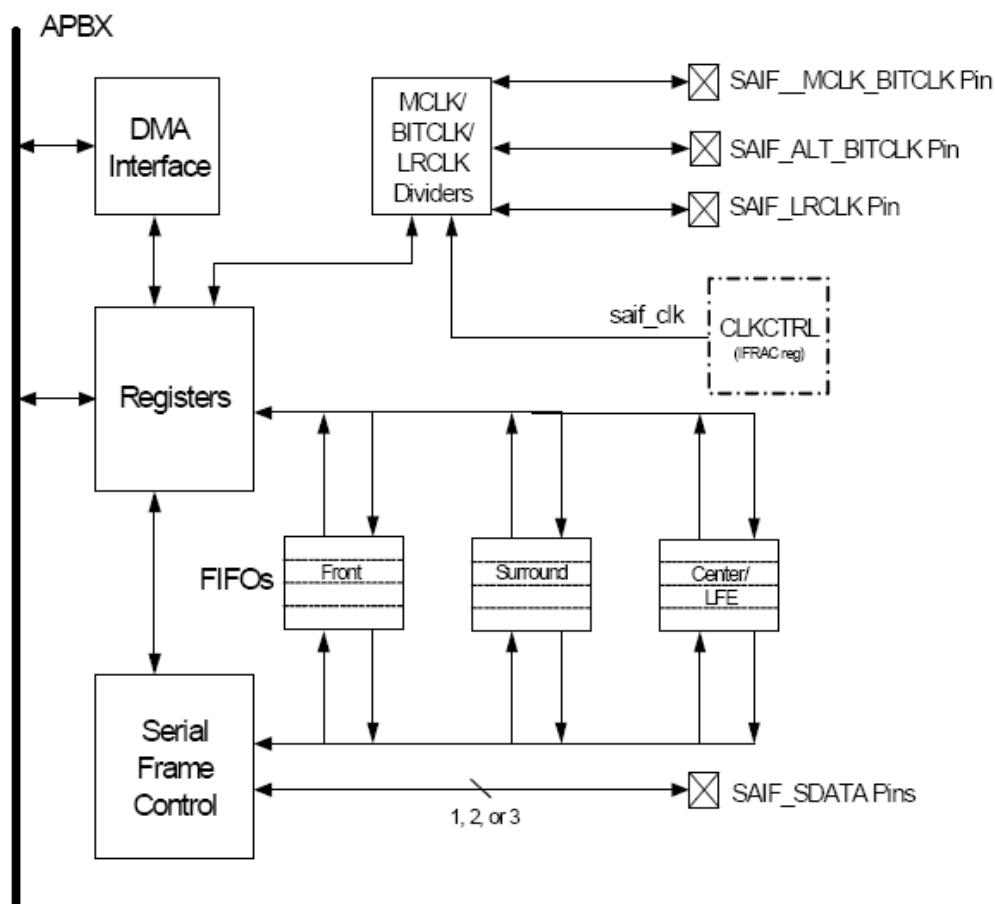 APBX
DMA
Interface
MCLK/
BITCLK/
LRCLK
Dividers
SAIF__MCLK_BITCLK Pin
SAIF_ALT_BITCLK Pin
SAIF_LRCLK Pin
saif_clk
CLKCTRL
(IFRAC reg)
Registers
FIFOs
Front
Surround
Center/
LFE
Serial
Frame
Control
1, 2, or 3
SAIF_SDATA Pins